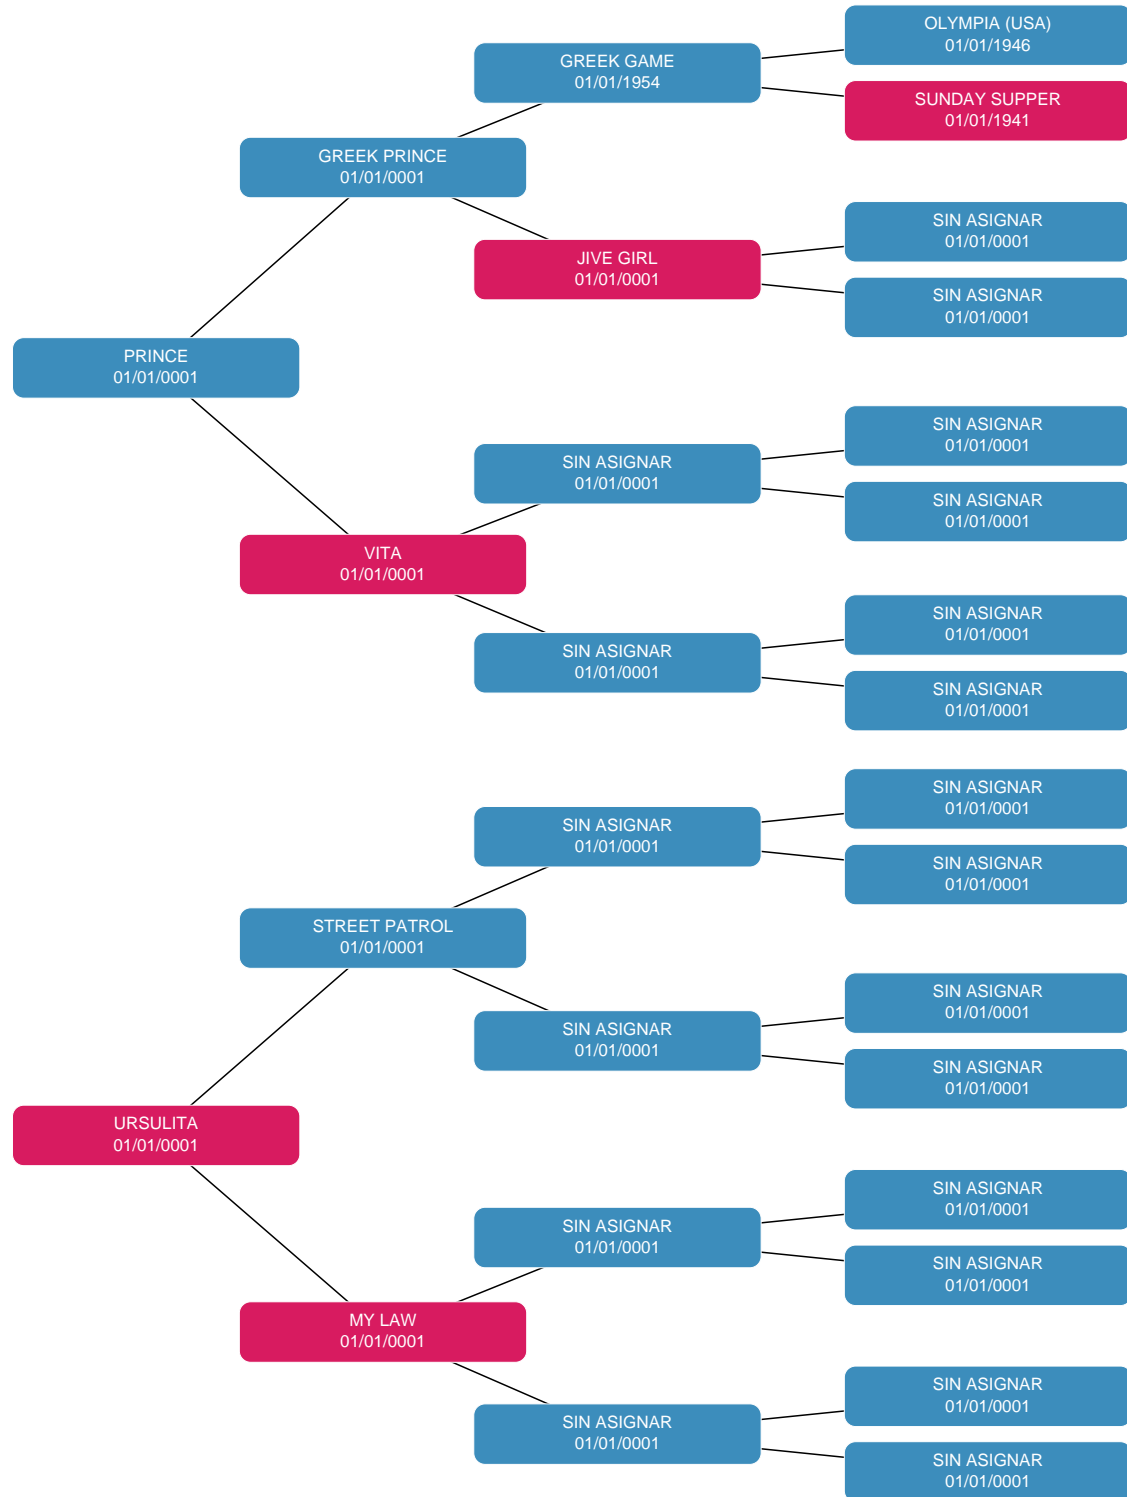 OLYMPIA (USA)
01/01/1946
GREEK GAME
01/01/1954
SUNDAY SUPPER
01/01/1941
GREEK PRINCE
01/01/0001
SIN ASIGNAR
01/01/0001
JIVE GIRL
01/01/0001
SIN ASIGNAR
01/01/0001
PRINCE
01/01/0001
SIN ASIGNAR
01/01/0001
SIN ASIGNAR
01/01/0001
SIN ASIGNAR
01/01/0001
VITA
01/01/0001
SIN ASIGNAR
01/01/0001
SIN ASIGNAR
01/01/0001
SIN ASIGNAR
01/01/0001
SIN ASIGNAR
01/01/0001
SIN ASIGNAR
01/01/0001
SIN ASIGNAR
01/01/0001
STREET PATROL
01/01/0001
SIN ASIGNAR
01/01/0001
SIN ASIGNAR
01/01/0001
SIN ASIGNAR
01/01/0001
URSULITA
01/01/0001
SIN ASIGNAR
01/01/0001
SIN ASIGNAR
01/01/0001
SIN ASIGNAR
01/01/0001
MY LAW
01/01/0001
SIN ASIGNAR
01/01/0001
SIN ASIGNAR
01/01/0001
SIN ASIGNAR
01/01/0001